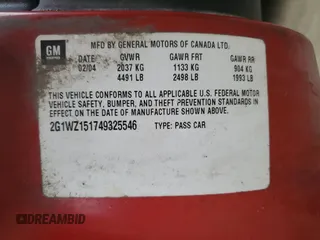 GM
MFD BY GENERAL MOTORS OF CANADA LTD.
DATE GVWR GAWR FRT GAWR RR
02/04 2037 KG 1133 KG 904 KG
4491 LB 2498 LB 1993 LB
THIS VEHICLE CONFORMS TO ALL APPLICABLE U.S. FEDERAL MOTOR
VEHICLE SAFETY, BUMPER, AND THEFT PREVENTION STANDARDS IN
EFFECT ON THE DATE OF MANUFACTURE SHOWN ABOVE.
2G1WZ151749325546 TYPE: PASS CAR
DREAMBID